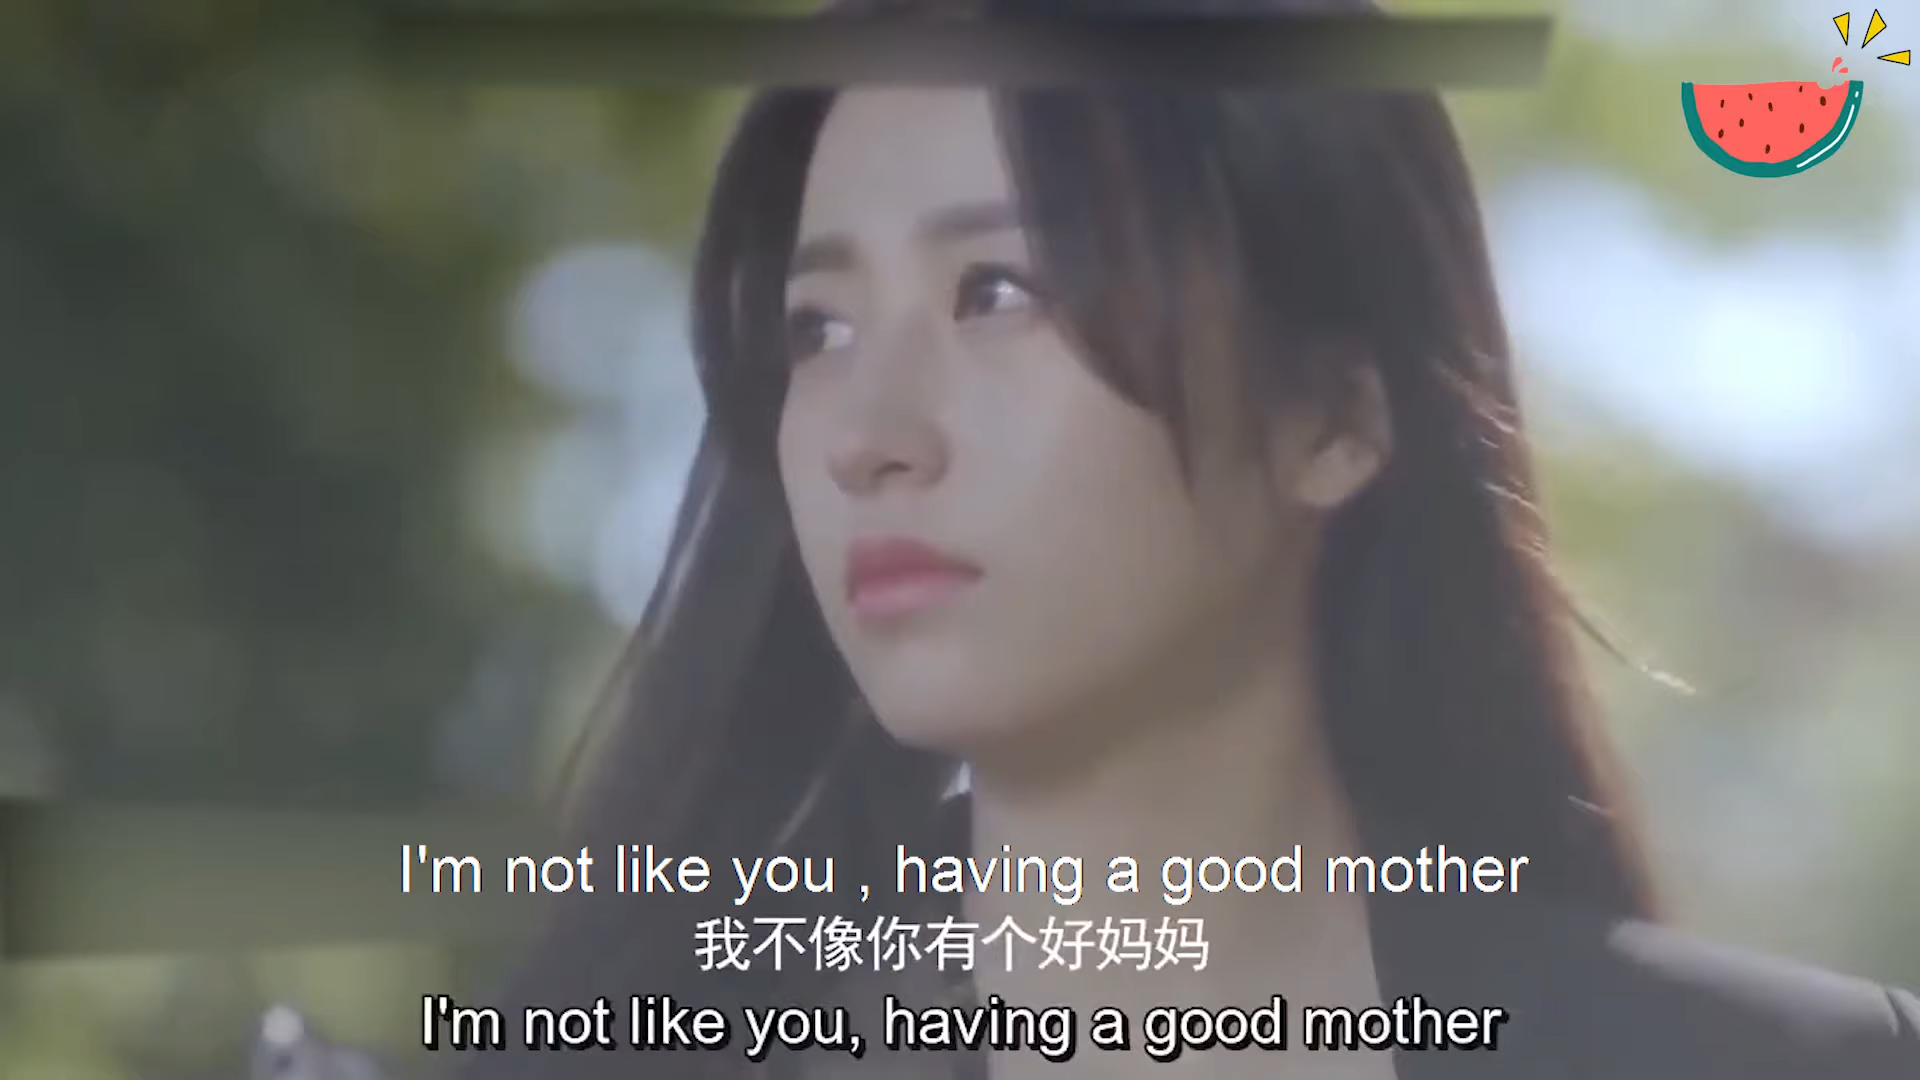 I'm not like you , having a good mother
我不像你有个好妈妈
I'm not like you, having a good mother